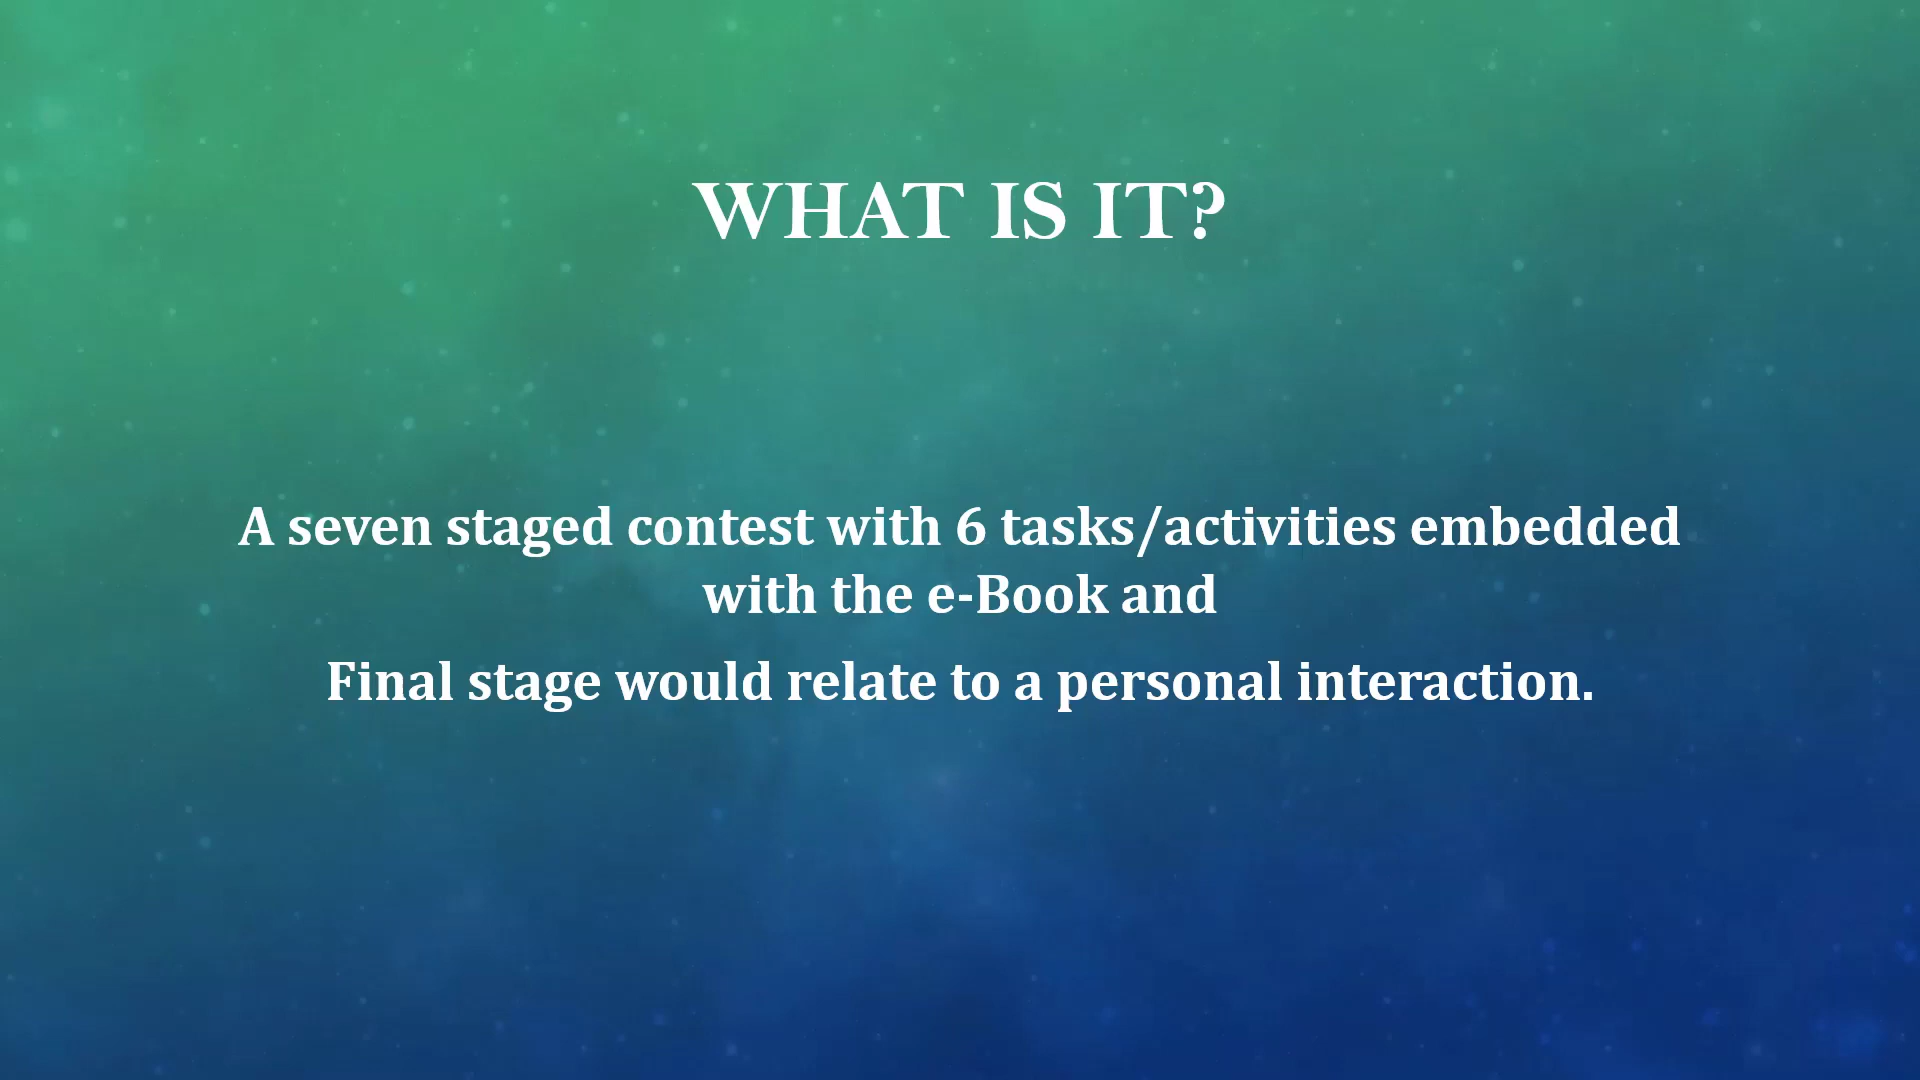 WHAT IS IT?
A seven staged contest with 6 tasks/activities embedded
with the e-Book and
Final stage would relate to a personal interaction.